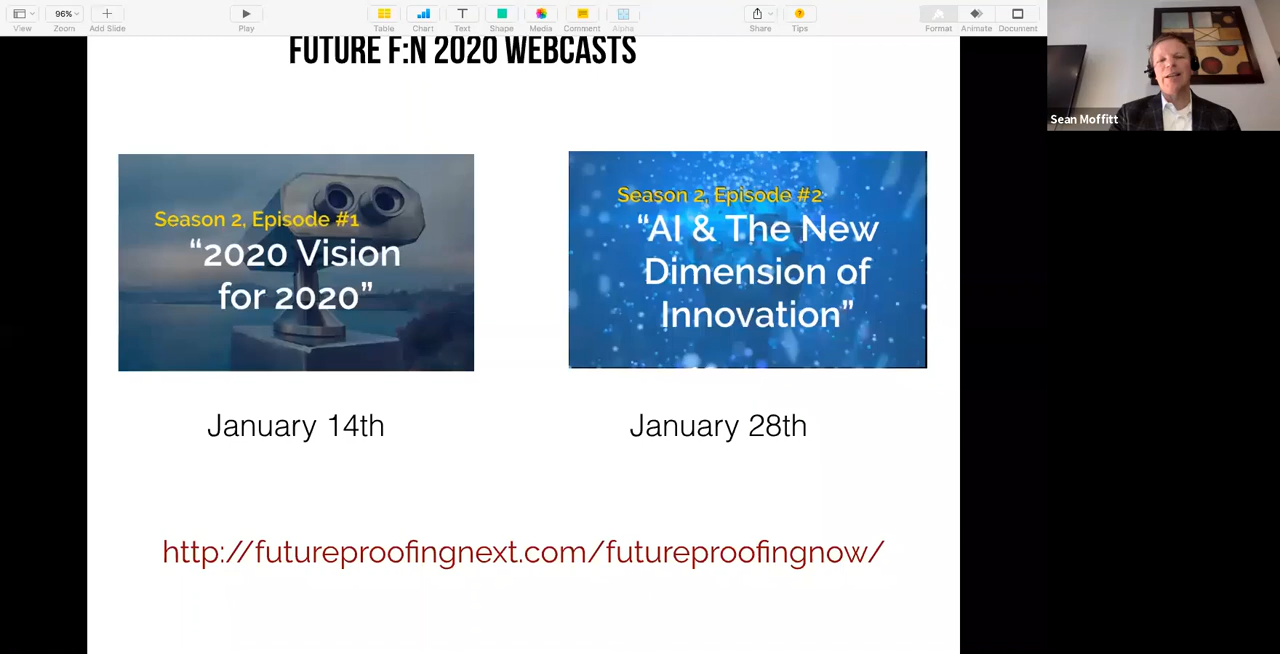 View
96%
Zoom
Add Slide
Play
Table
Chart
Text
Shape
Media
Comment
Alpha
Share
Tips
Format
Animate
Document
FUTURE F:N 2020 WEBCASTS
Sean Moffitt
Season 2, Episode #1
“2020 Vision
for 2020”
Season 2, Episode #2
“AI & The New
Dimension of
Innovation”
January 14th
January 28th
http://futureproofingnext.com/futureproofingnow/